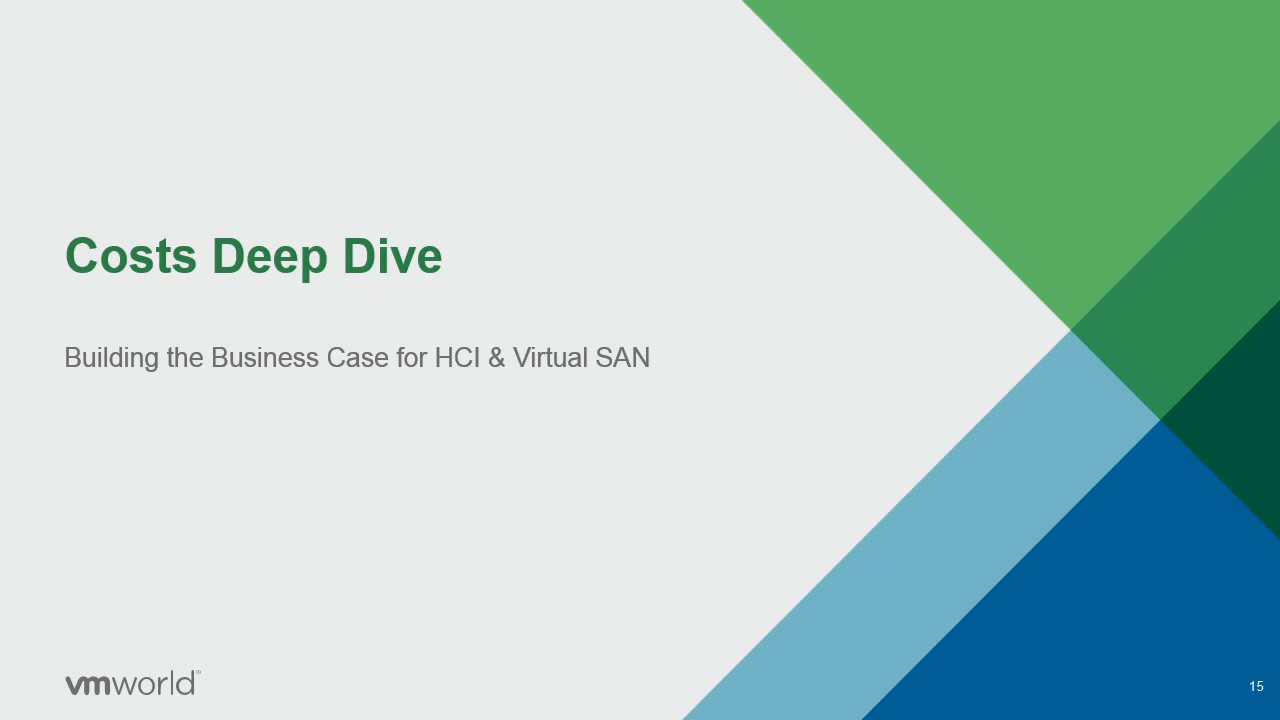 Costs Deep Dive
Building the Business Case for HCI & Virtual SAN
vmworld®
15